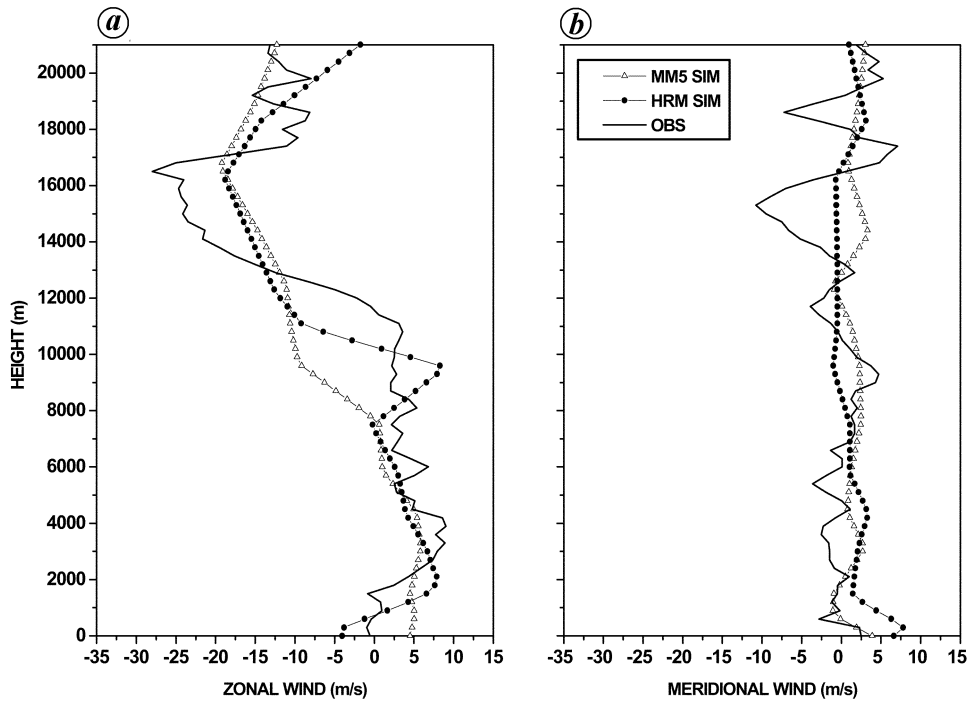 a
b
20000
18000
16000
14000
12000
10000
8000
6000
4000
2000
0
HEIGHT (m)
-35 -25 -20 -15 -10 -5 0 5 10 15
ZONAL WIND (m/s)
MM5 SIM
HRM SIM
OBS
-35 -25 -20 -15 -10 -5 0 5 10 15
MERIDIONAL WIND (m/s)